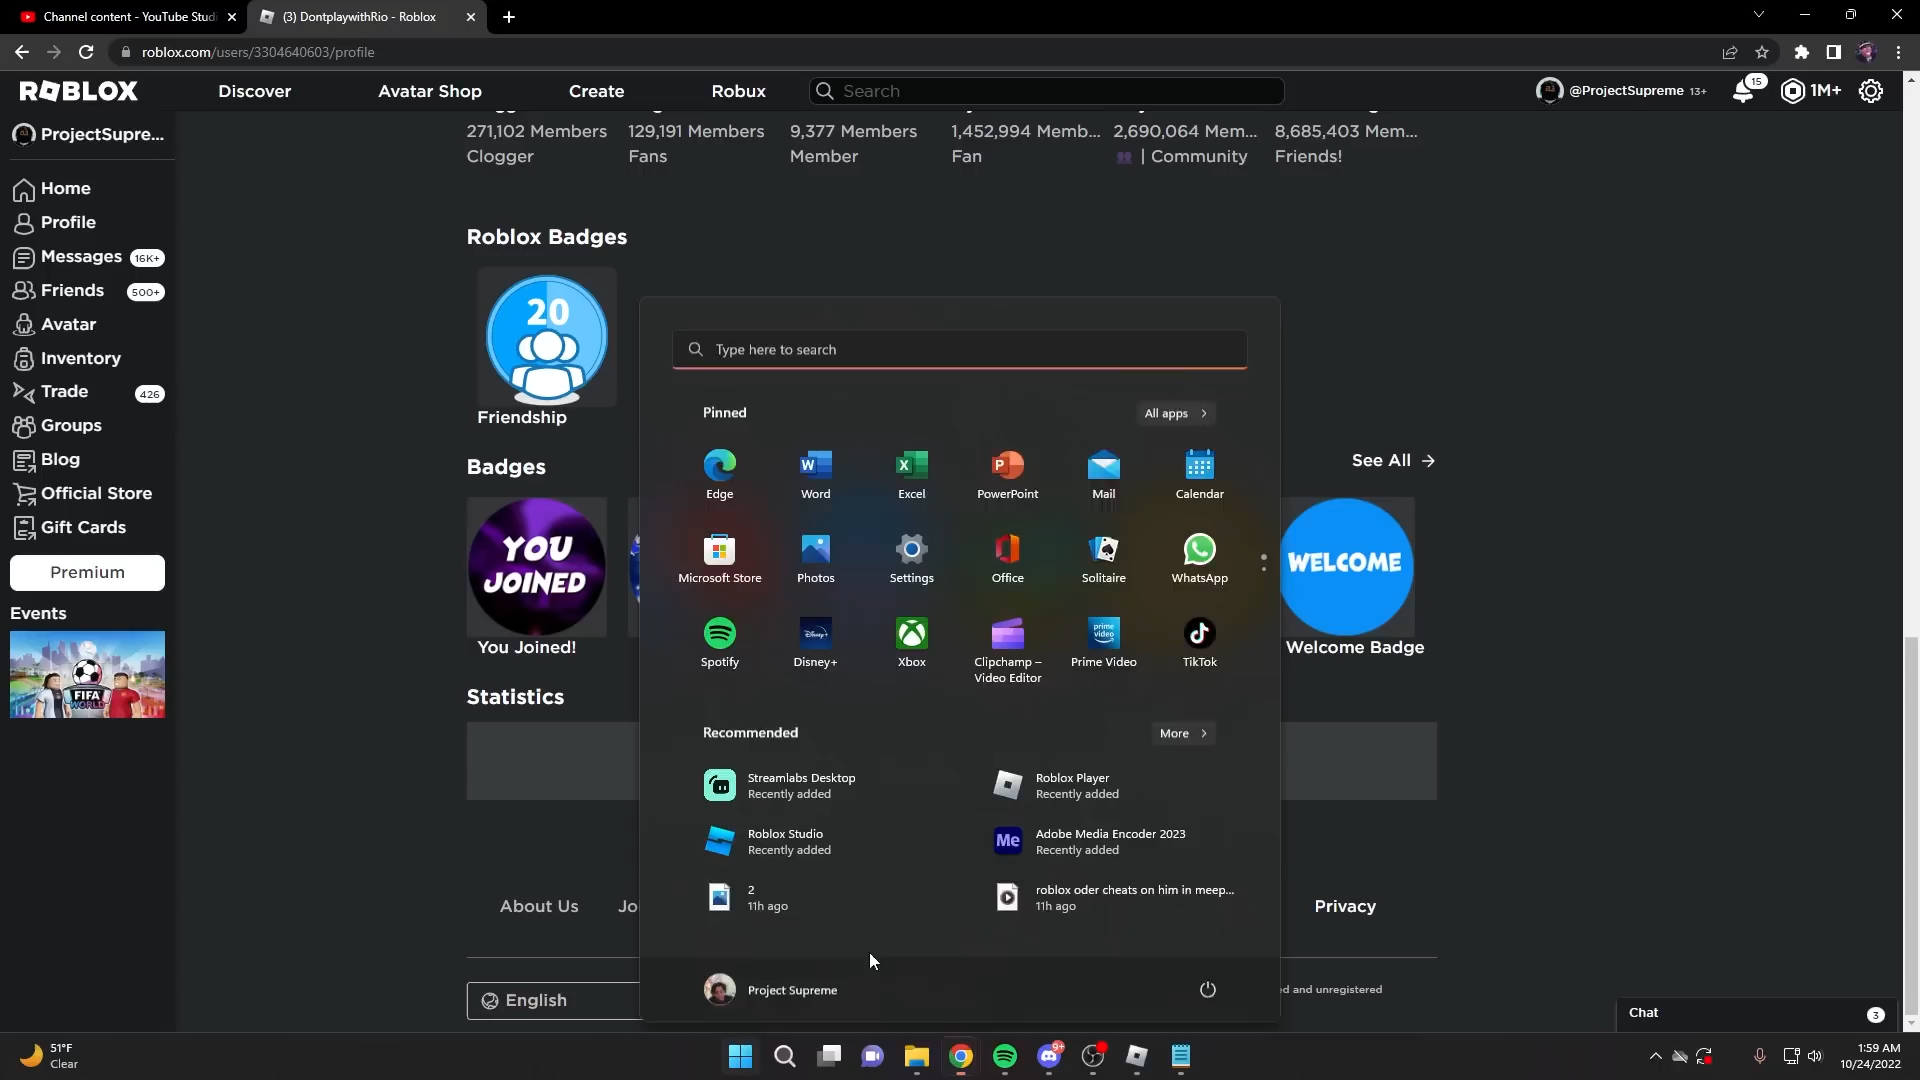 Channel content - YouTube Studi
(3) DontplaywithRio - Roblox
roblox.com/users/3304640603/profile
ROBLOX
Discover
Avatar Shop
Create
Robux
Search
@ProjectSupreme 13+
15
1M+
ProjectSupre...
Home
Profile
Messages 16K+
Friends 500+
Avatar
Inventory
Trade 426
Groups
Blog
Official Store
Gift Cards
Premium
Events
FIFA
WORLD
271,102 Members
Clogger
129,191 Members
Fans
9,377 Members
Member
1,452,994 Memb...
Fan
2,690,064 Mem...
| Community
8,685,403 Mem...
Friends!
Roblox Badges
20
Friendship
Badges
See All
YOU
JOINED
You Joined!
WELCOME
Welcome Badge
Statistics
About Us
Jo
Privacy
English
ed and unregistered
Type here to search
Pinned
All apps
Edge
Word
Excel
PowerPoint
Mail
Calendar
Microsoft Store
Photos
Settings
Office
Solitaire
WhatsApp
Spotify
Disney+
Xbox
Clipchamp –
Video Editor
prime
video
Prime Video
TikTok
Recommended
More
Streamlabs Desktop
Recently added
Roblox Player
Recently added
Roblox Studio
Recently added
Me
Adobe Media Encoder 2023
Recently added
2
11h ago
roblox oder cheats on him in meep...
11h ago
Project Supreme
Chat
3
51°F
Clear
9+
1:59 AM
10/24/2022